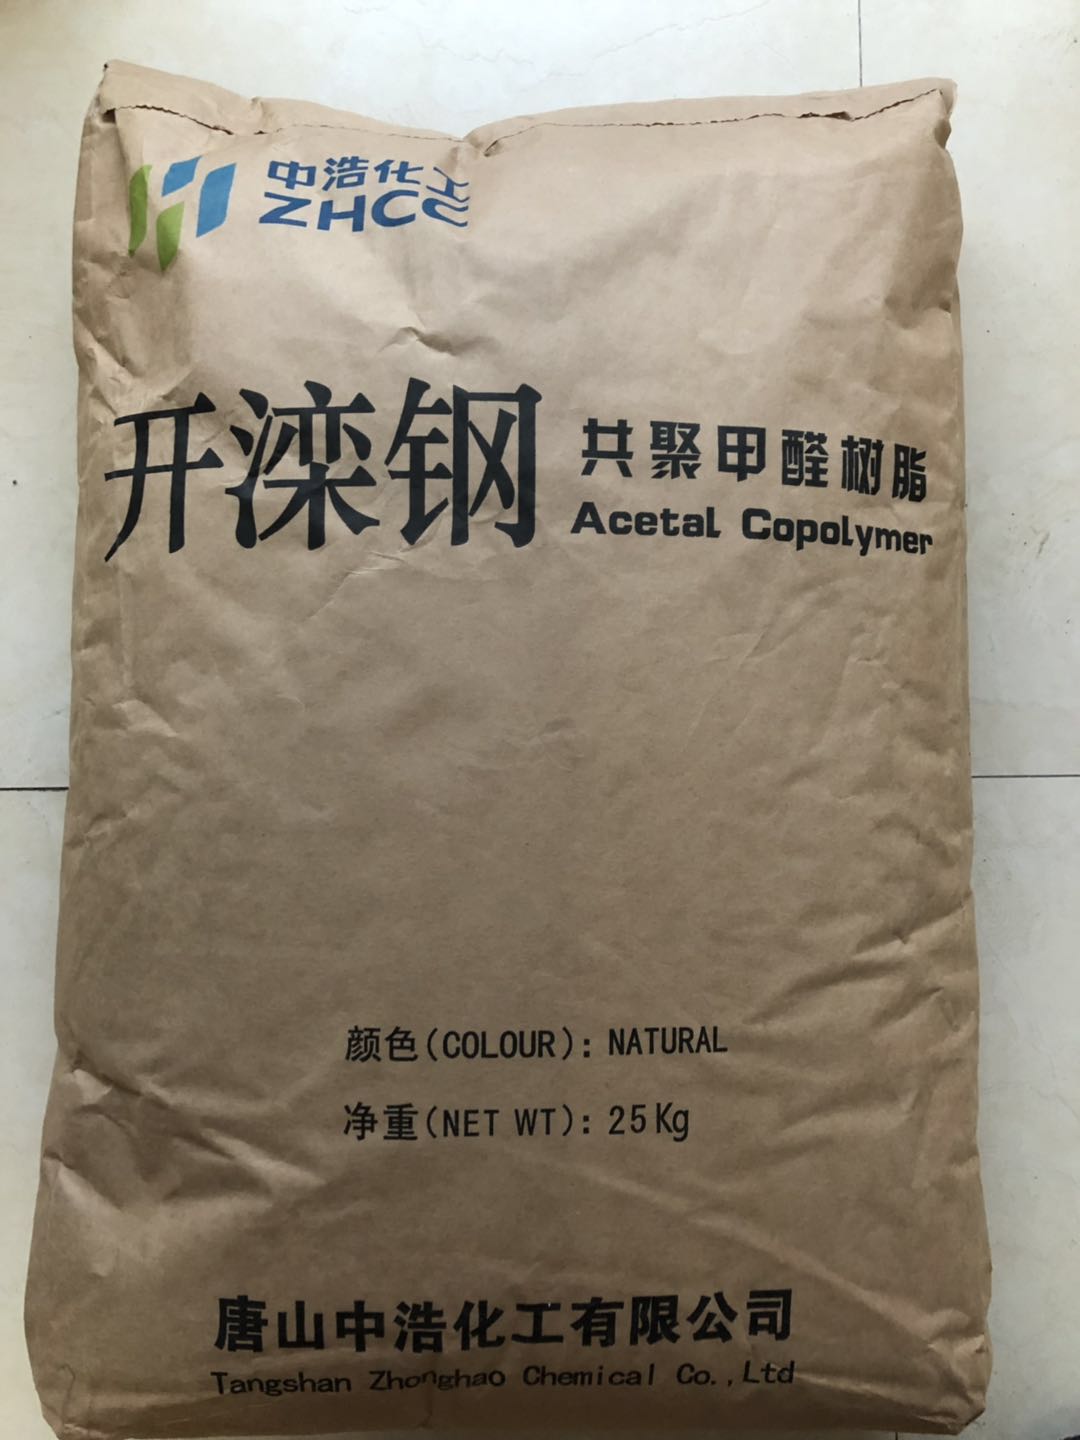 中浩化工
ZHCC
开滦钢
共聚甲醛树脂
Acetal Copolymer
颜色(COLOUR): NATURAL
净重(NET WT): 25Kg
唐山中浩化工有限公司
Tangshan Zhonghao Chemical Co.,Ltd